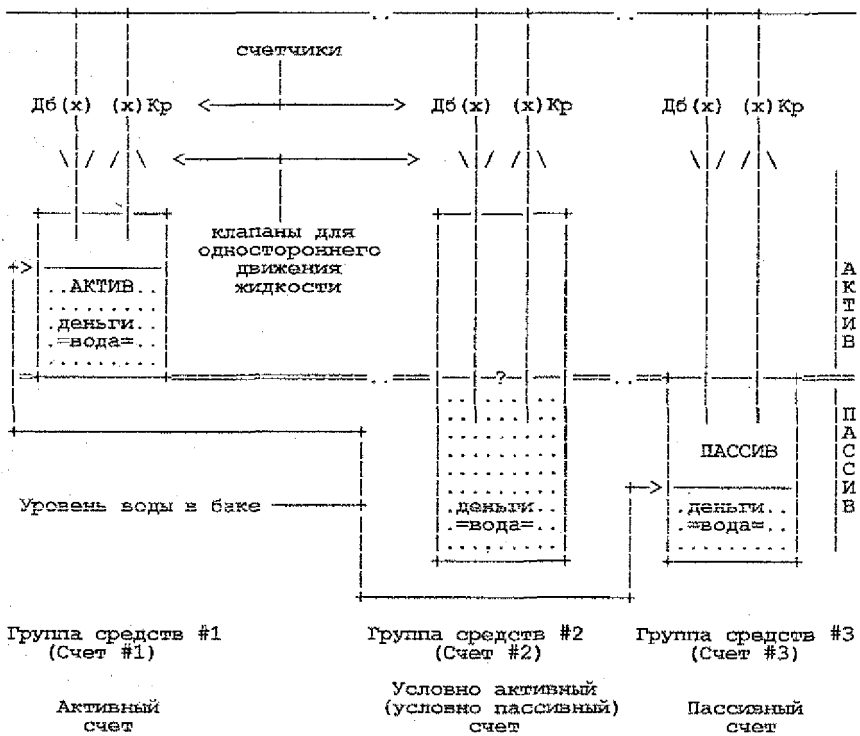 счетчики
Дб(x) (x)Кр <---+---> Дб(x) (x)Кр Дб(x) (x)Кр
клапаны для
одностороннего
движения
жидкости
..АКТИВ..
.деньги..
.=вода=..
АКТИВ
?
ПАССИВ
ПАССИВ
Уровень воды в баке
.деньги..
.=вода=..
.деньги..
.=вода=..
Группа средств #1
(Счет #1)
Группа средств #2
(Счет #2)
Группа средств #3
(Счет #3)
Активный
счет
Условно активный
(условно пассивный)
счет
Пассивный
счет